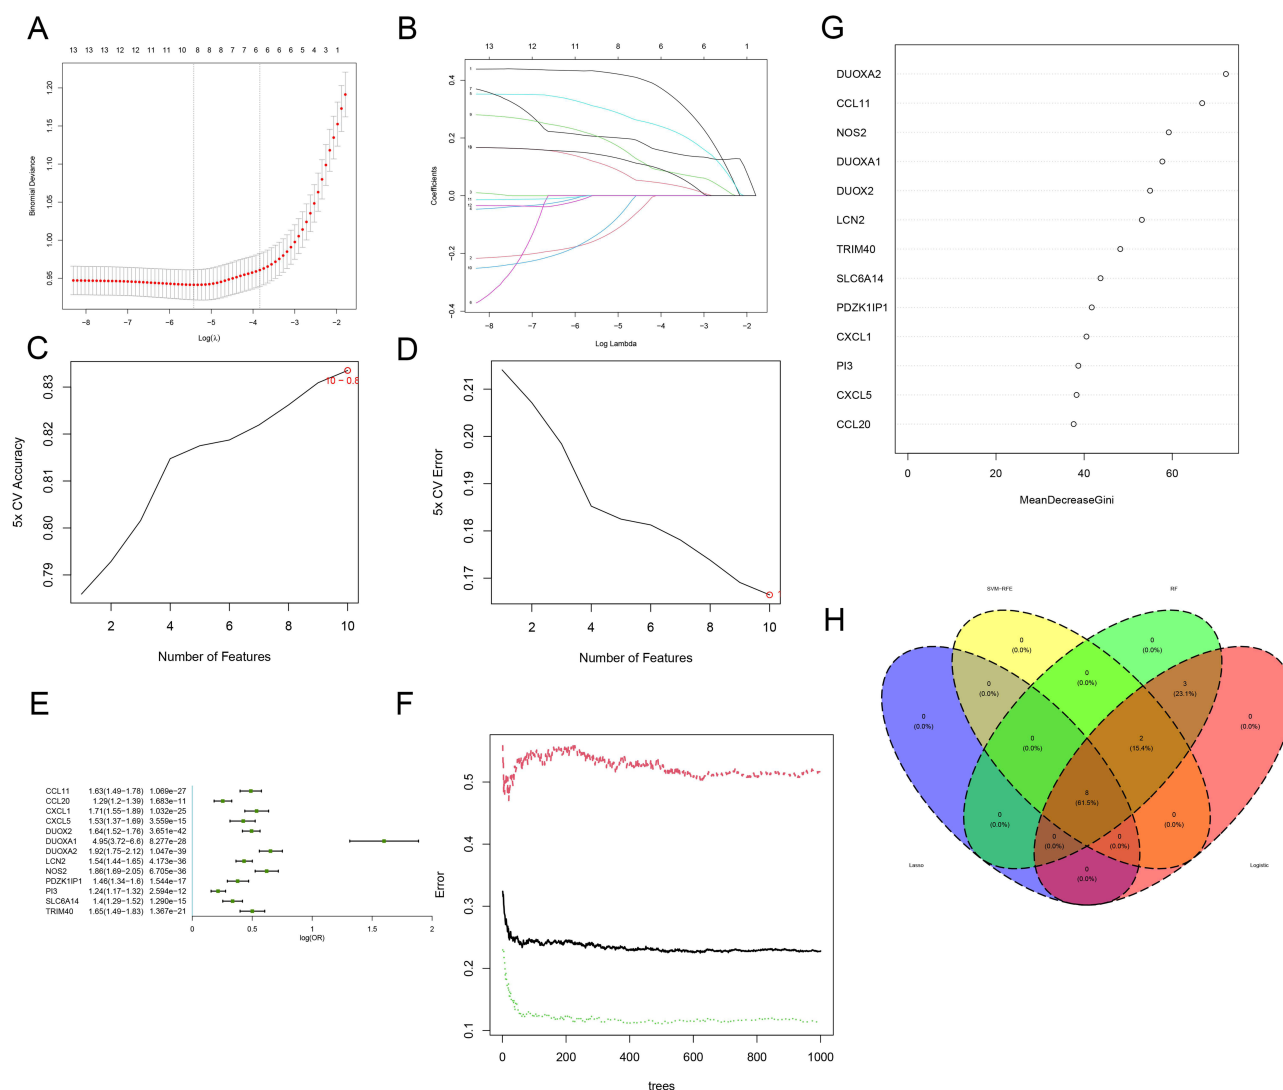 A
13 13 13 12 12 11 11 10 8 8 8 7 7 6 6 5 4 3 1
Binomial Deviance
1.20
1.15
1.10
1.05
1.00
0.95
−8 −7 −6 −5 −4 −3 −2
Log(λ)
B
13 12 11 8 6 1
Coefficients
0.4
0.2
0.0
−0.2
−0.4
1
7
8
6
3
2
10
9
−8 −7 −6 −5 −4 −3 −2
Log Lambda
C
5x CV Accuracy
0.83
0.82
0.81
0.80
0.79
10 − 0.8
2 4 6 8 10
Number of Features
D
5x CV Error
0.21
0.20
0.19
0.18
0.17
2 4 6 8 10
Number of Features
G
DUOXA2
CCL11
NOS2
DUOXA1
DUOX2
LCN2
TRIM40
SLC6A14
PDZK1IP1
CXCL1
PI3
CXCL5
CCL20
0 20 40 60
MeanDecreaseGini
E
CCL11 1.63(1.49−1.78) 1.069e−27
CCL20 1.29(1.2−1.39) 1.683e−11
CXCL1 1.71(1.55−1.89) 1.032e−25
CXCL5 1.53(1.37−1.69) 3.559e−15
DUOX2 1.64(1.52−1.76) 3.651e−42
DUOXA1 4.95(3.72−6.6) 8.277e−28
DUOXA2 1.92(1.75−2.12) 1.047e−39
LCN2 1.54(1.44−1.65) 4.173e−36
NOS2 1.86(1.69−2.05) 6.705e−36
PDZK1IP1 1.46(1.34−1.6) 1.544e−17
PI3 1.24(1.17−1.32) 2.594e−12
SLC6A14 1.4(1.29−1.52) 1.290e−15
TRIM40 1.65(1.49−1.83) 1.367e−21
0 0.5 1 1.5 2
log(OR)
F
Error
0.5
0.4
0.3
0.2
0.1
0 200 400 600 800 1000
trees
H
SVM−RFE RF
0
(0.0%)
0
(0.0%)
0
(0.0%)
0
(0.0%)
3
(23.1%)
0
(0.0%)
0
(0.0%)
0
(0.0%)
2
(15.4%)
8
(61.5%)
0
(0.0%)
0
(0.0%)
0
(0.0%)
0
(0.0%)
0
(0.0%)
Lasso Logistic